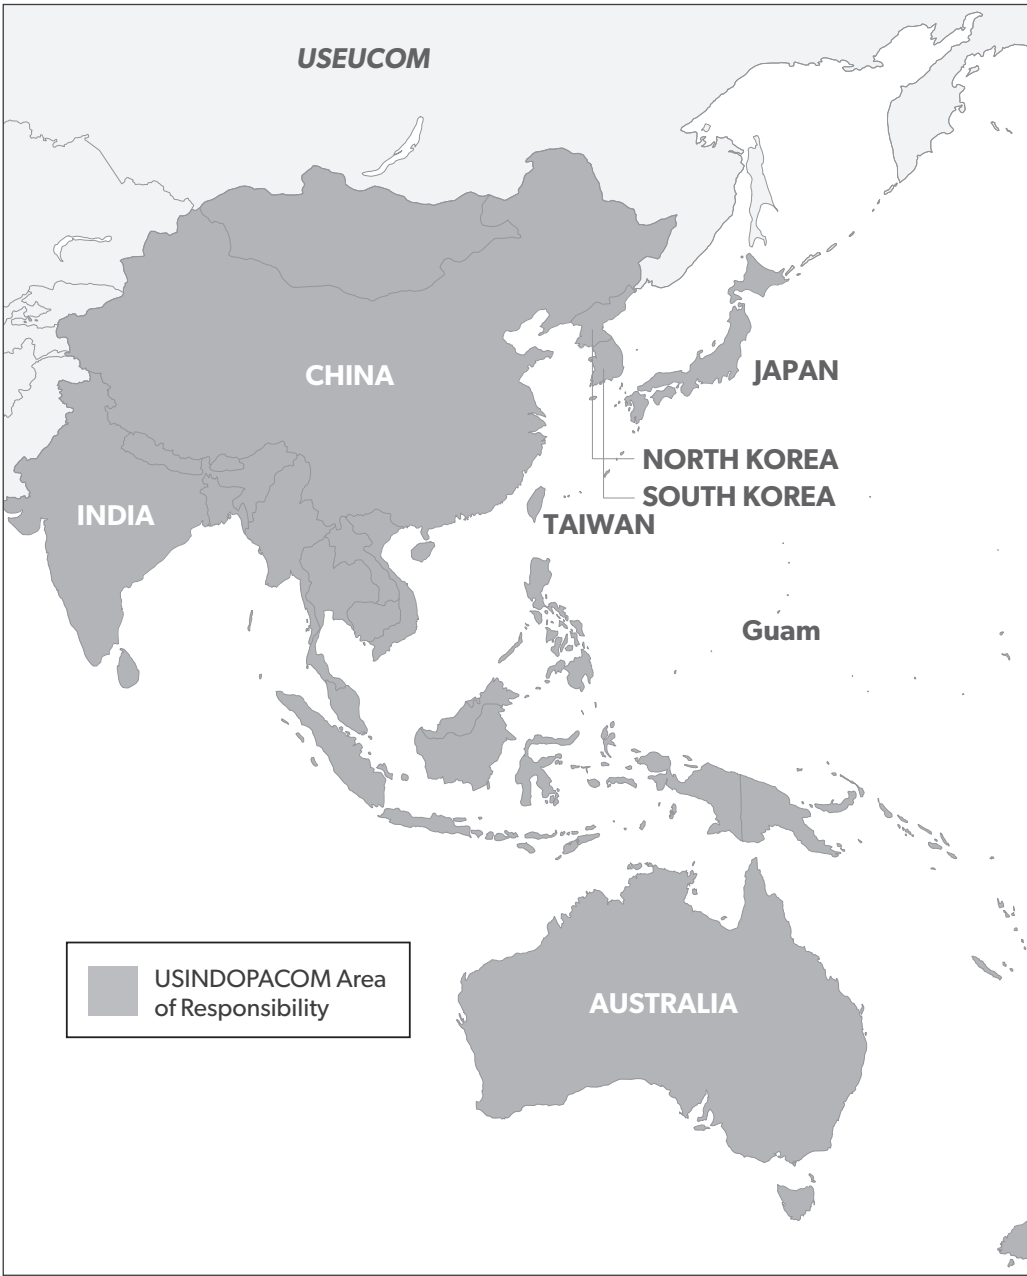 USEUCOM
CHINA
JAPAN
NORTH KOREA
SOUTH KOREA
INDIA
TAIWAN
Guam
USINDOPACOM Area
of Responsibility
AUSTRALIA